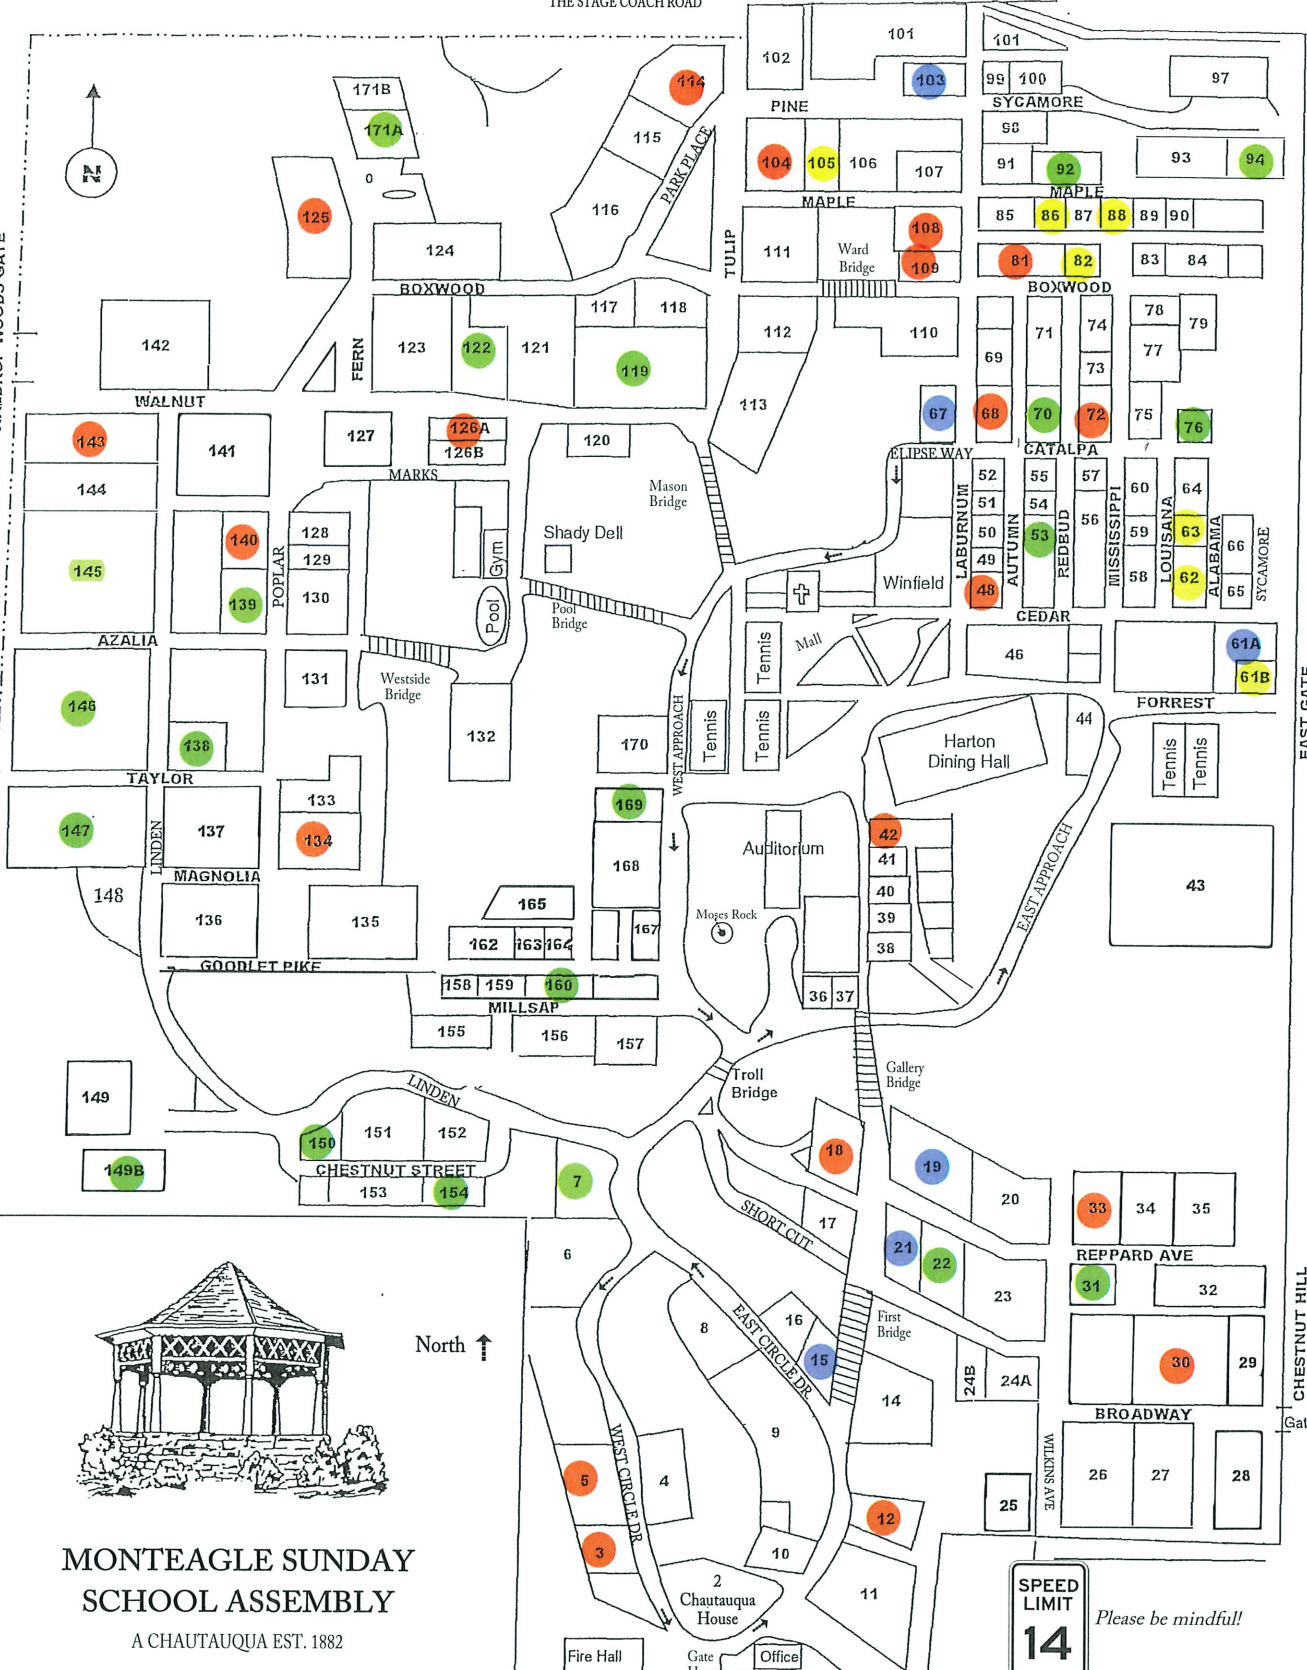 THE STAGE COACH ROAD
101
102
101
103
99
100
97
171B
114
PINE
SYCAMORE
98
171A
115
104
105
106
107
91
92
93
94
N
PARK PLACE
MAPLE
MAPLE
125
116
108
85
86
87
88
89
90
124
TULIP
111
Ward
Bridge
109
81
82
83
84
BOXWOOD
BOXWOOD
117
118
112
110
71
74
78
79
142
FERN
123
122
121
119
69
73
77
WALNUT
113
67
68
70
72
75
76
143
141
127
126A
126B
120
ELIPSE WAY
CATALPA
144
MARKS
Mason
Bridge
52
55
57
60
64
51
54
140
128
129
Gym
Shady Dell
LABURNUM
50
49
AUTUMN
53
REDBUD
56
MISSISSIPPI
59
LOUISANA
63
ALABAMA
66
SYCAMORE
145
139
POPLAR
130
Pool
Pool
Bridge
Winfield
48
58
62
65
AZALIA
CEDAR
131
Westside
Bridge
Tennis
Mall
46
61A
61B
146
138
132
170
WEST APPROACH
Tennis
Tennis
44
FORREST
EAST GATE
TAYLOR
Harton
Dining Hall
Tennis
Tennis
133
169
147
LINDEN
137
134
42
Auditorium
41
MAGNOLIA
168
40
EAST APPROACH
43
148
136
135
165
Moses Rock
39
162
163
167
38
GOODLET PIKE
158
159
160
36
37
MILLSAP
155
156
157
149
LINDEN
Troll
Bridge
Gallery
Bridge
150
151
152
18
19
149B
CHESTNUT STREET
7
20
153
154
SHORT CUT
17
33
34
35
6
21
22
REPPARD AVE
23
31
32
8
EAST CIRCLE DR
16
First
Bridge
CHESTNUT HILL
North
15
24B
24A
30
29
14
BROADWAY
WEST CIRCLE DR
9
WILKINS AVE
5
4
26
27
28
12
25
3
10
MONTEAGLE SUNDAY
SCHOOL ASSEMBLY
2
Chautauqua
House
11
SPEED
LIMIT
14
Please be mindful!
A CHAUTAUQUA EST. 1882
Fire Hall
Gate
Office